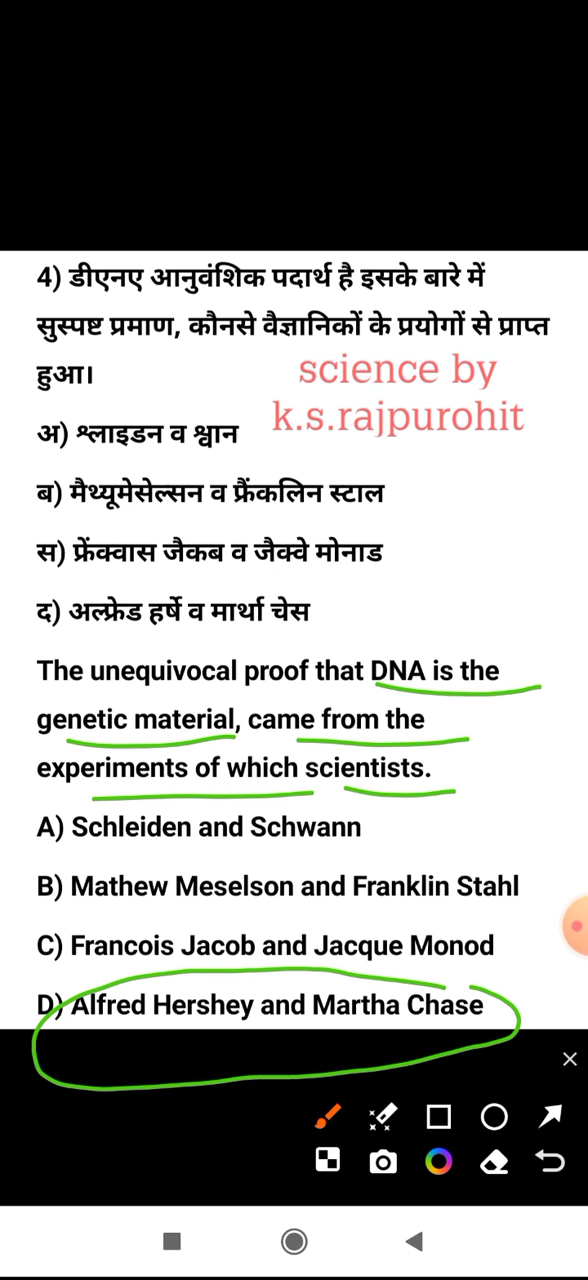 4) डीएनए आनुवंशिक पदार्थ है इसके बारे में
सुस्पष्ट प्रमाण, कौनसे वैज्ञानिकों के प्रयोगों से प्राप्त
हुआ।
science by
k.s.rajpurohit
अ) श्लाइडन व श्वान
ब) मैथ्यूमेसेल्सन व फ्रैंकलिन स्टाल
स) फ्रेंक्वास जैकब व जैक्वे मोनाड
द) अल्फ्रेड हर्षे व मार्था चेस
The unequivocal proof that DNA is the
genetic material, came from the
experiments of which scientists.
A) Schleiden and Schwann
B) Mathew Meselson and Franklin Stahl
C) Francois Jacob and Jacque Monod
D) Alfred Hershey and Martha Chase